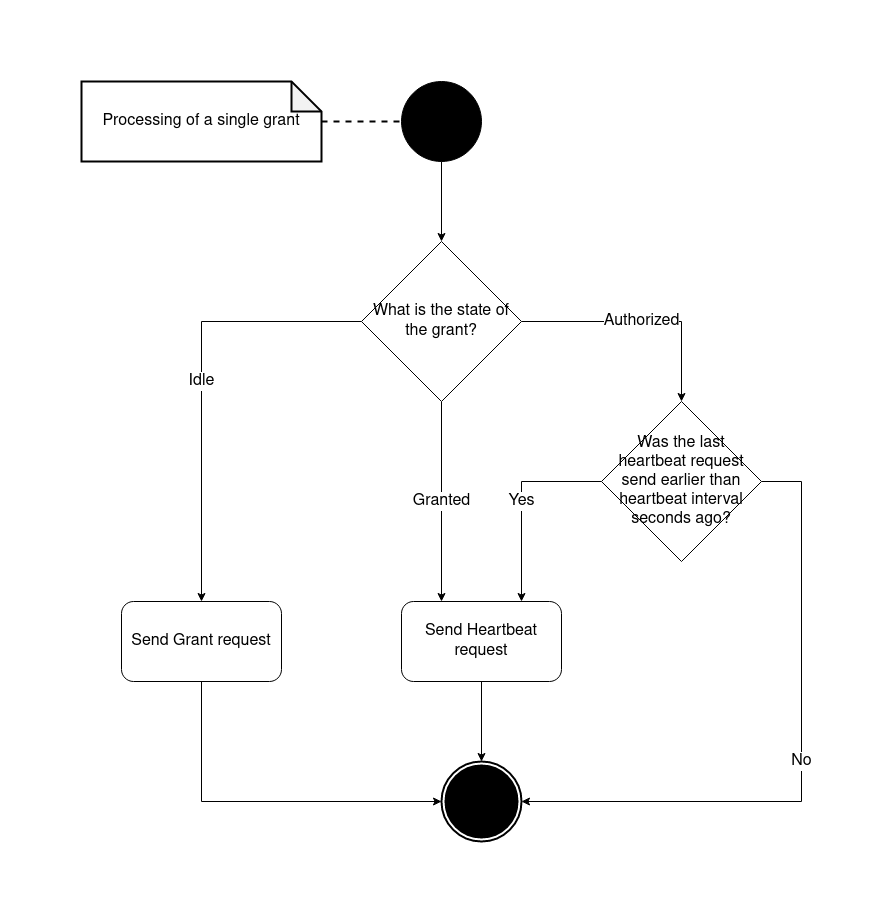 Processing of a single grant
What is the state of
the grant?
Authorized
Idle
Was the last
heartbeat request
send earlier than
heartbeat interval
seconds ago?
Granted
Yes
Send Grant request
Send Heartbeat
request
No